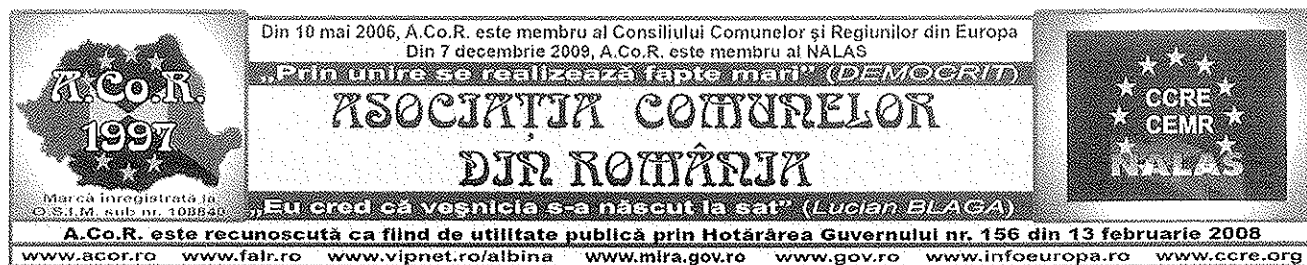 Din 10 mai 2006, A.Co.R. este membru al Consiliului Comunelor şi Regiunilor din Europa
Din 7 decembrie 2009, A.Co.R. este membru al NALAS
„Prin unire se realizează fapte mari" (DEMOCRIT)
A.Co.R.
1997
Marcă înregistrată la
O.S.I.M. sub nr. 108840
ASOCIAŢIA COMUNELOR
DIN ROMÂNIA
„Eu cred că veşnicia s-a născut la sat" (Lucian BLAGA)
CCRE
CEMR
NALAS
A.Co.R. este recunoscută ca fiind de utilitate publică prin Hotărârea Guvernului nr. 156 din 13 februarie 2008
www.acor.ro www.falr.ro www.vipnet.ro/albina www.mira.gov.ro www.gov.ro www.infoeuropa.ro www.ccre.org